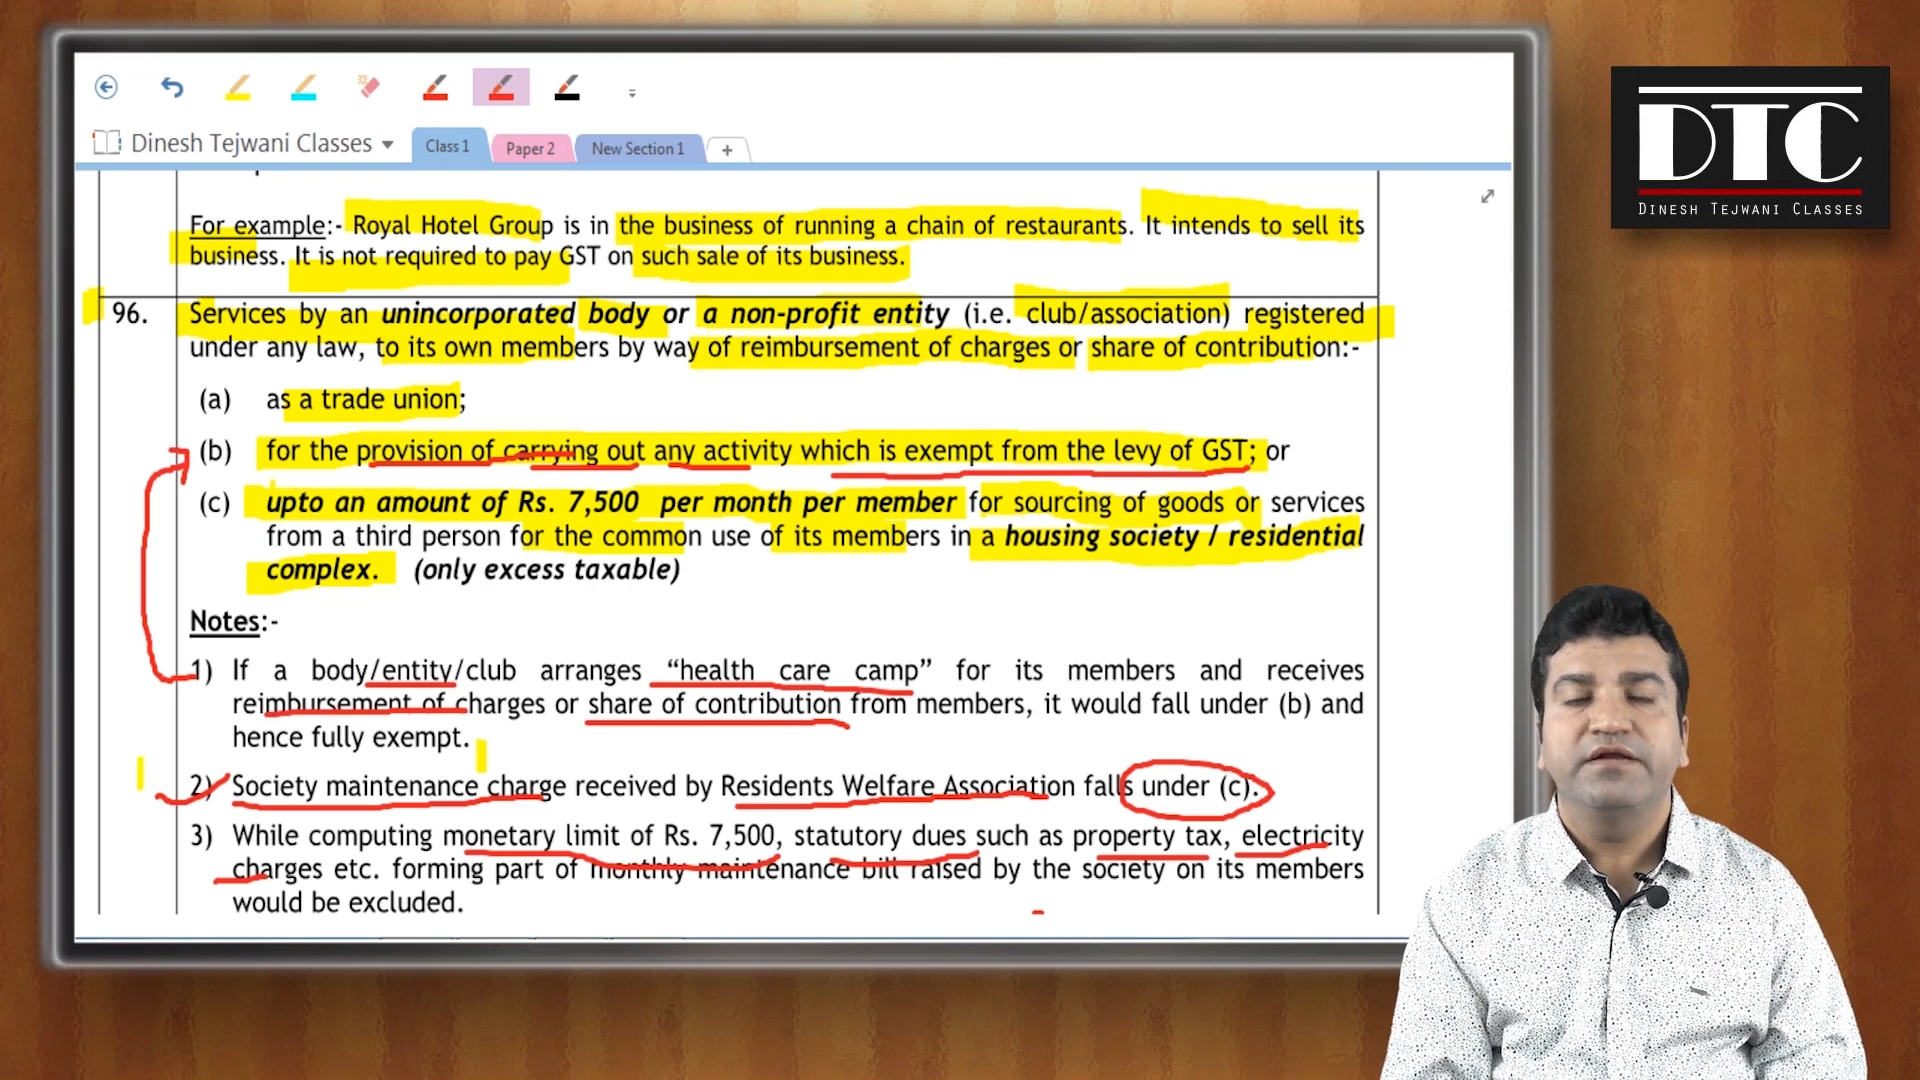 DTC
DINESH TEJWANI CLASSES
Dinesh Tejwani Classes
Class 1
Paper 2
New Section 1
+
For example:- Royal Hotel Group is in the business of running a chain of restaurants. It intends to sell its
business. It is not required to pay GST on such sale of its business.
96. Services by an unincorporated body or a non-profit entity (i.e. club/association) registered
under any law, to its own members by way of reimbursement of charges or share of contribution:-
(a) as a trade union;
(b) for the provision of carrying out any activity which is exempt from the levy of GST; or
(c) upto an amount of Rs. 7,500 per month per member for sourcing of goods or services
from a third person for the common use of its members in a housing society / residential
complex. (only excess taxable)
Notes:-
1) If a body/entity/club arranges “health care camp” for its members and receives
reimbursement of charges or share of contribution from members, it would fall under (b) and
hence fully exempt.
2) Society maintenance charge received by Residents Welfare Association falls under (c).
3) While computing monetary limit of Rs. 7,500, statutory dues such as property tax, electricity
charges etc. forming part of monthly maintenance bill raised by the society on its members
would be excluded.